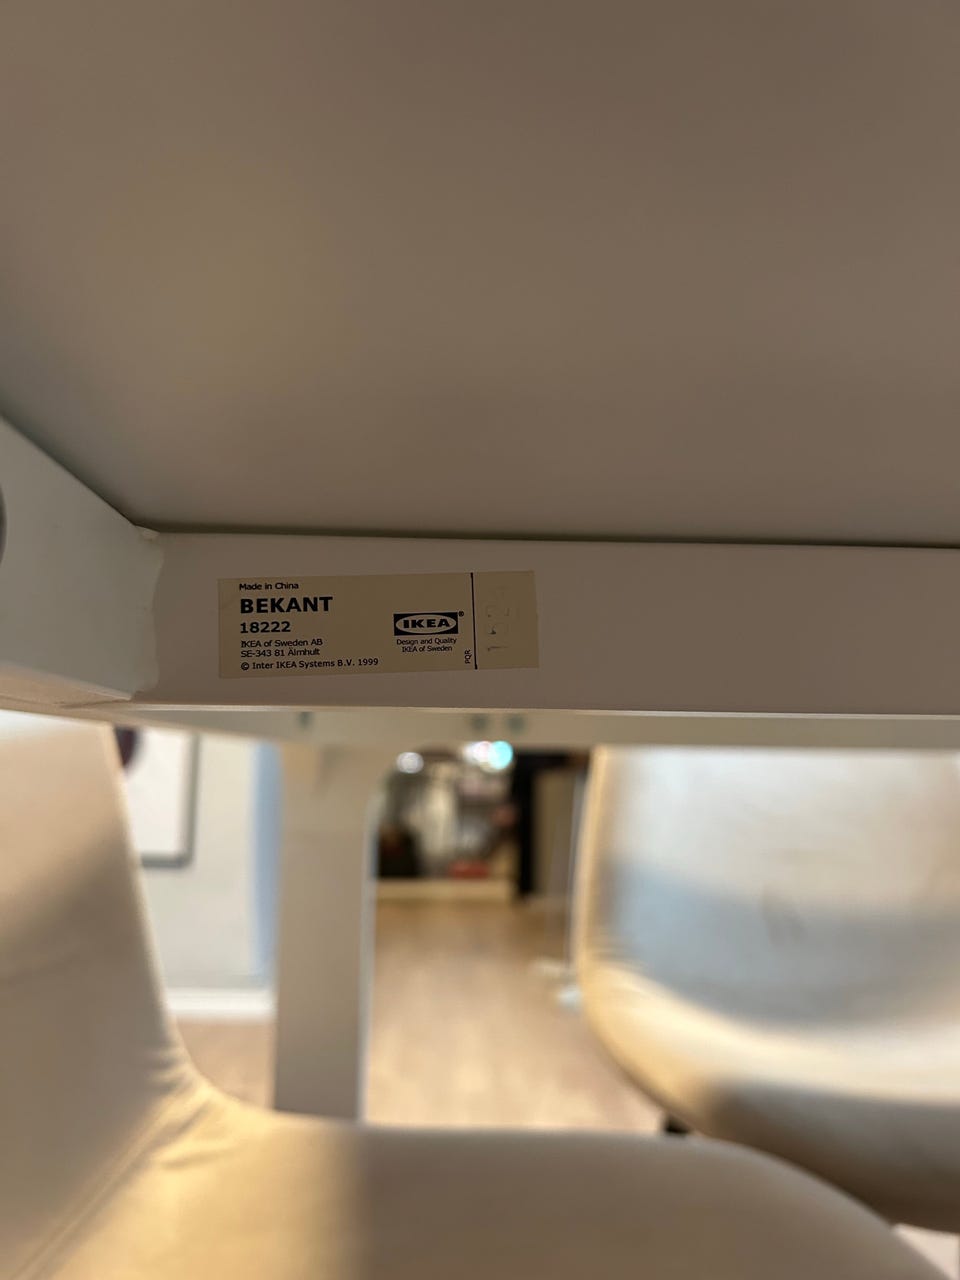 Made in China
BEKANT
18222
IKEA of Sweden AB
SE-343 81 Älmhult
© Inter IKEA Systems B.V. 1999
IKEA®
Design and Quality
IKEA of Sweden
PQR